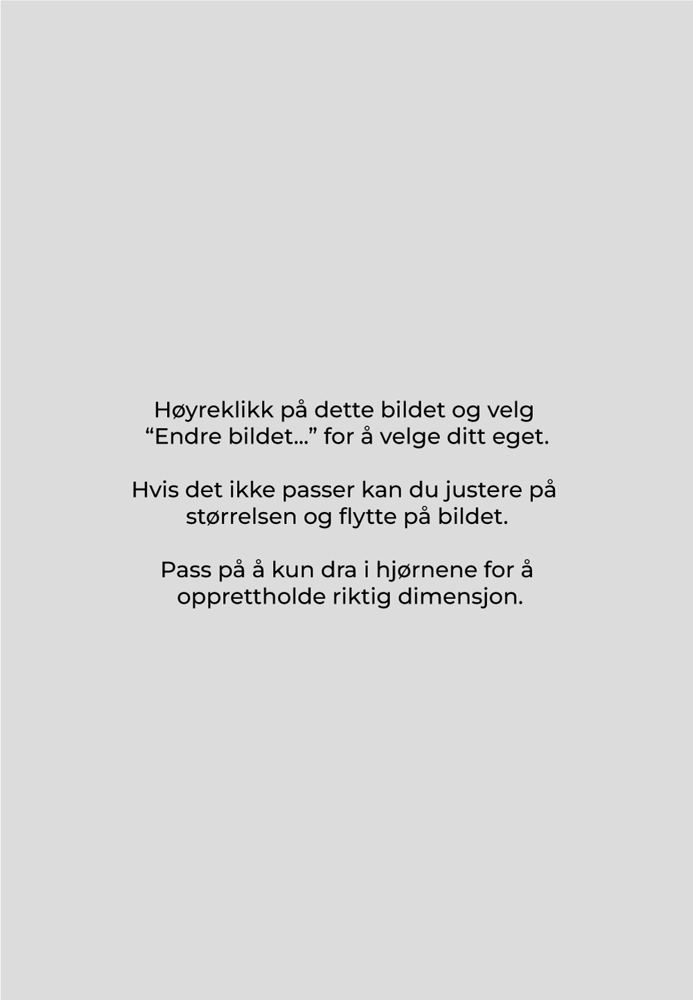 Høyreklikk på dette bildet og velg
“Endre bildet...” for å velge ditt eget.
Hvis det ikke passer kan du justere på
størrelsen og flytte på bildet.
Pass på å kun dra i hjørnene for å
opprettholde riktig dimensjon.